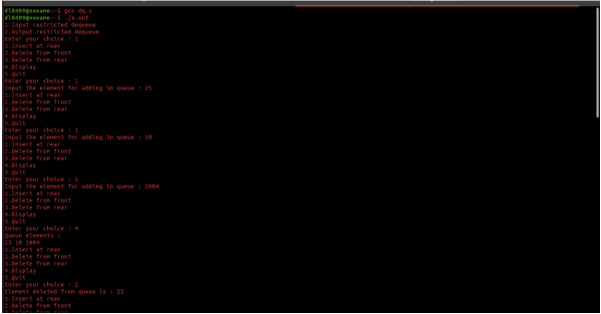 dlh489@noname:~$ gcc dq.c
dlh489@noname:~$ ./a.out
1.Input restricted dequeue
2.Output restricted dequeue
Enter your choice : 1
1.Insert at rear
2.Delete from front
3.Delete from rear
4.Display
5.Quit
Enter your choice : 1
Input the element for adding in queue : 25
1.Insert at rear
2.Delete from front
3.Delete from rear
4.Display
5.Quit
Enter your choice : 1
Input the element for adding in queue : 10
1.Insert at rear
2.Delete from front
3.Delete from rear
4.Display
5.Quit
Enter your choice : 1
Input the element for adding in queue : 2004
1.Insert at rear
2.Delete from front
3.Delete from rear
4.Display
5.Quit
Enter your choice : 4
Queue elements :
25 10 2004
1.Insert at rear
2.Delete from front
3.Delete from rear
4.Display
5.Quit
Enter your choice : 2
Element deleted from queue is : 25
1.Insert at rear
2.Delete from front
3.Delete from rear